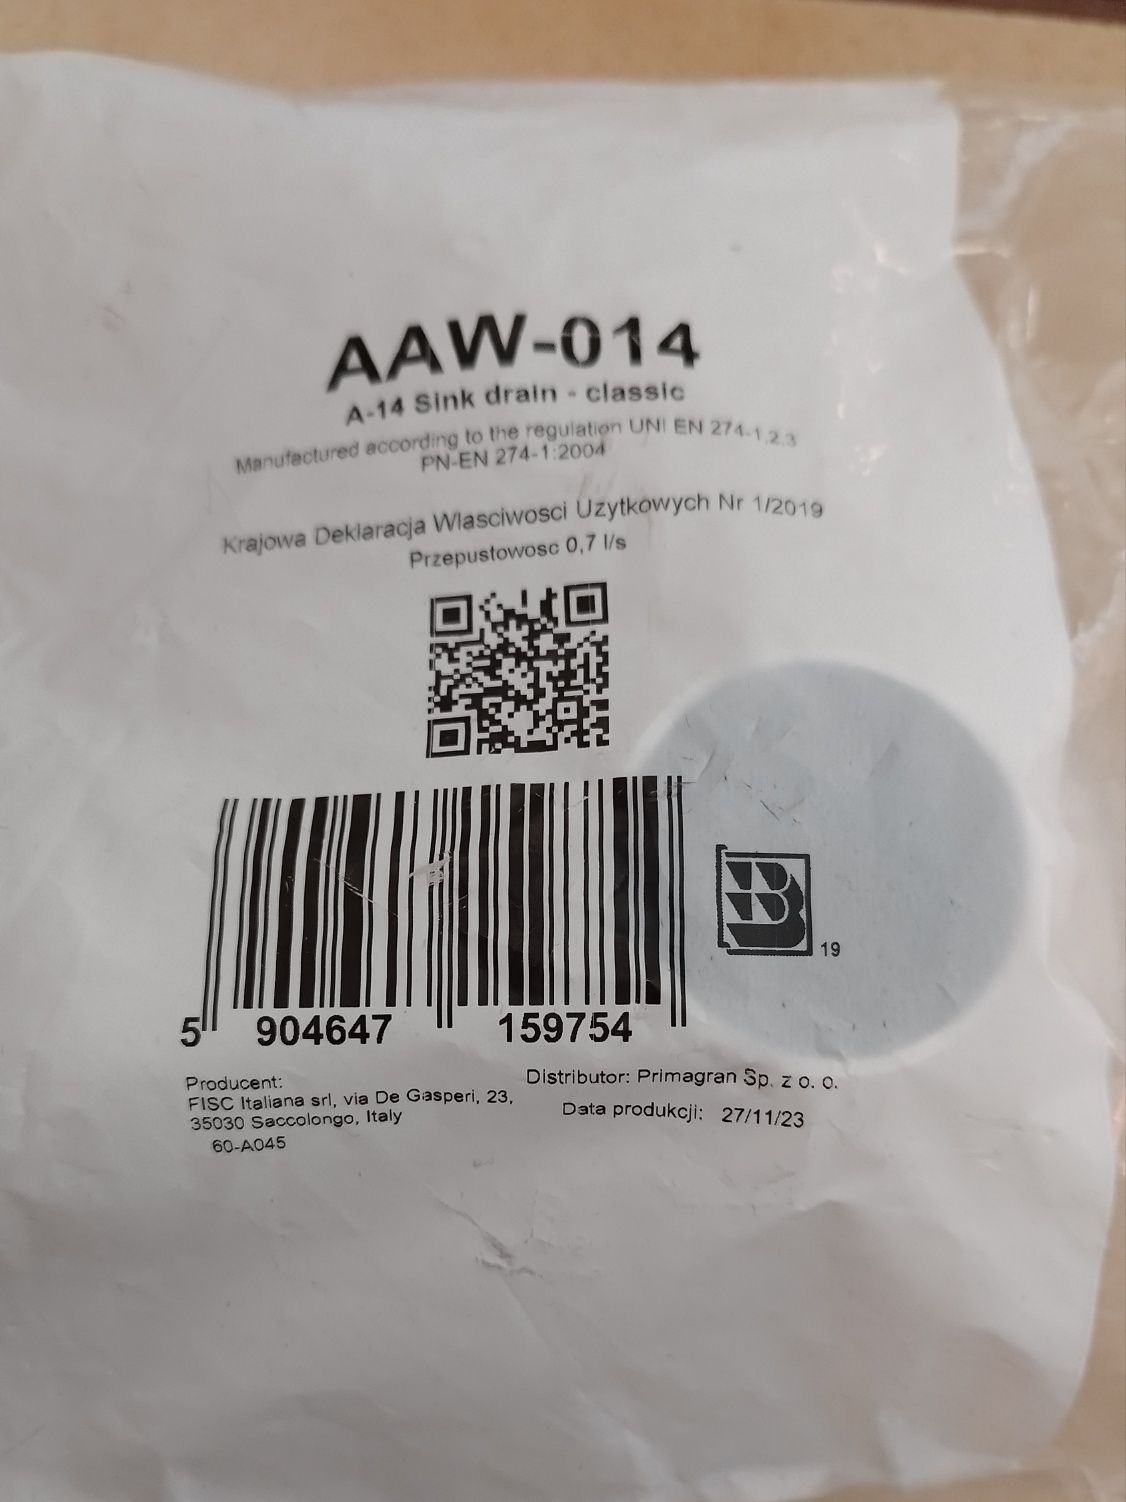 AAW-014
A-14 Sink drain - classic
Manufactured according to the regulation UNI EN 274-1,2,3
PN-EN 274-1:2004
Krajowa Deklaracja Wlasciwosci Uzytkowych Nr 1/2019
Przepustowosc 0,7 l/s
B 19
5 904647 159754
Producent:
FISC Italiana srl, via De Gasperi, 23,
35030 Saccolongo, Italy
60-A045
Distributor: Primagran Sp. z o. o.
Data produkcji: 27/11/23